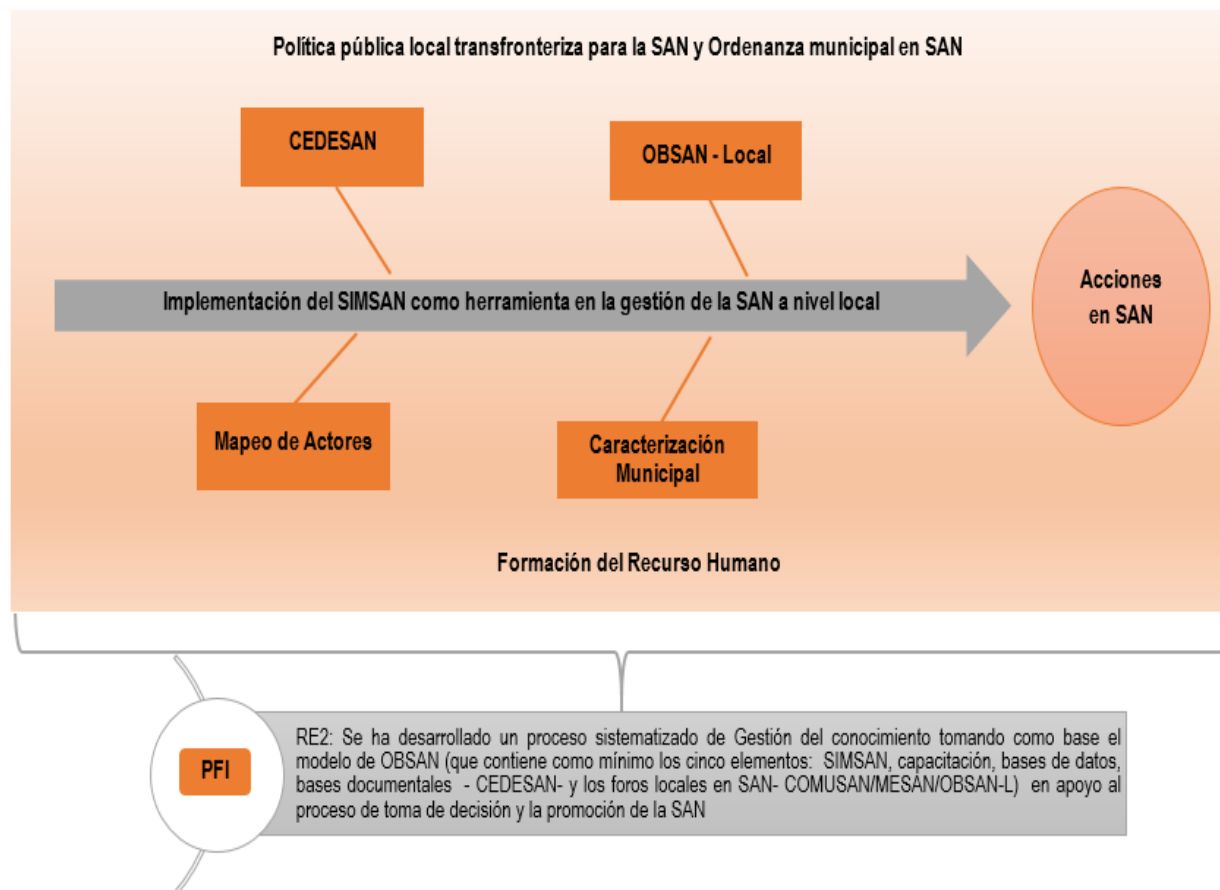 Política pública local transfronteriza para la SAN y Ordenanza municipal en SAN
CEDESAN
OBSAN - Local
Implementación del SIMSAN como herramienta en la gestión de la SAN a nivel local
Acciones
en SAN
Mapeo de Actores
Caracterización
Municipal
Formación del Recurso Humano
PFI
RE2: Se ha desarrollado un proceso sistematizado de Gestión del conocimiento tomando como base el
modelo de OBSAN (que contiene como mínimo los cinco elementos: SIMSAN, capacitación, bases de datos,
bases documentales - CEDESAN- y los foros locales en SAN- COMUSAN/MESAN/OBSAN-L) en apoyo al
proceso de toma de decisión y la promoción de la SAN